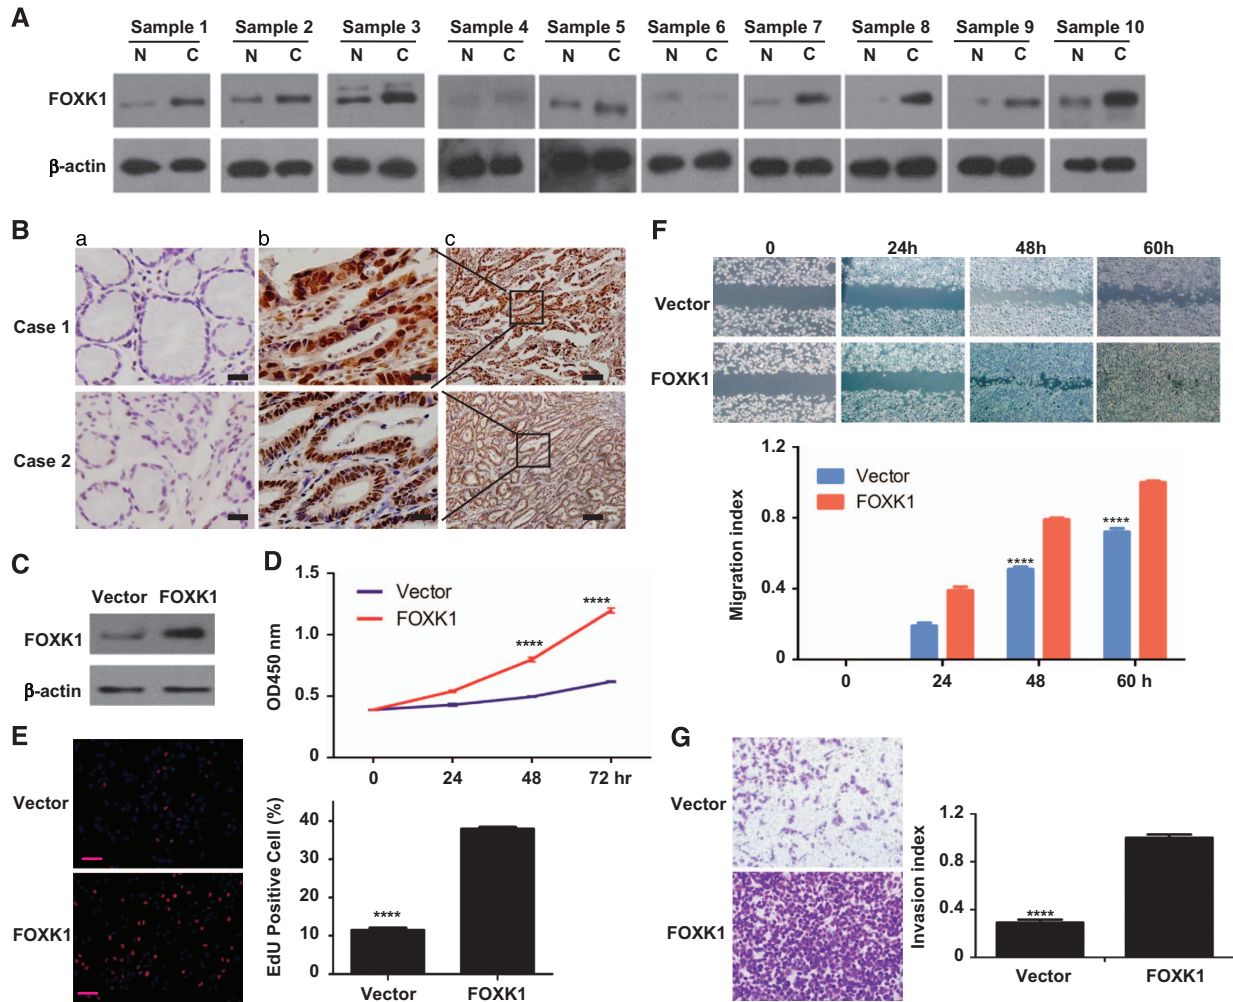 A
Sample 1 Sample 2 Sample 3 Sample 4 Sample 5 Sample 6 Sample 7 Sample 8 Sample 9 Sample 10
N C N C N C N C N C N C N C N C N C N C
FOXK1
β-actin
B
a b c
Case 1
Case 2
C
Vector FOXK1
FOXK1
β-actin
D
1.5
1.0
0.5
0
OD450 nm
Vector
FOXK1
****
****
0 24 48 72 hr
E
Vector
FOXK1
EdU Positive Cell (%)
40
30
20
10
0
****
Vector FOXK1
F
0 24h 48h 60h
Vector
FOXK1
Migration index
1.2
0.8
0.4
0
Vector
FOXK1
****
****
0 24 48 60 h
G
Vector
FOXK1
Invasion index
1.2
0.8
0.4
0
****
Vector FOXK1